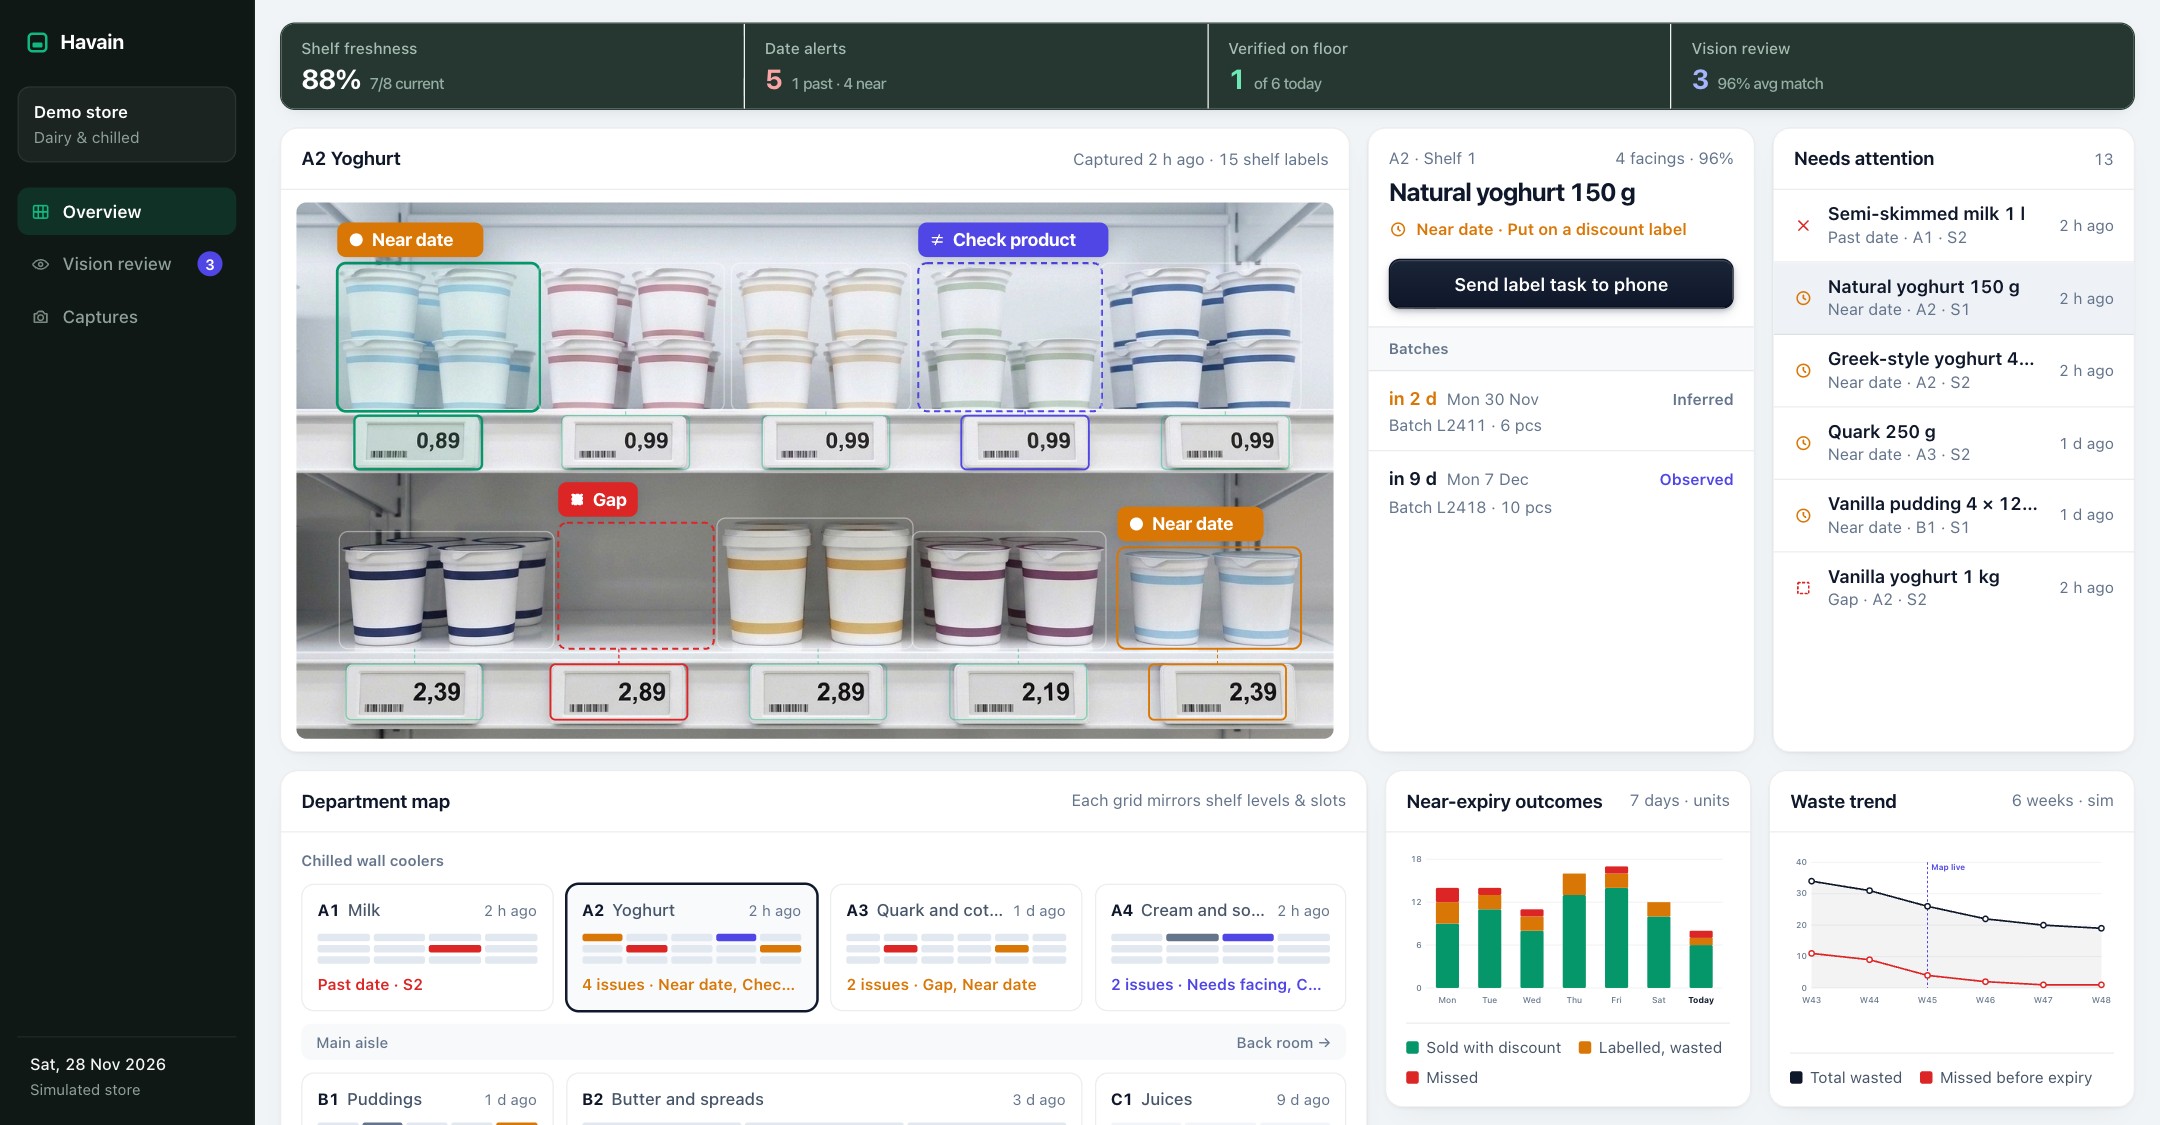 Havain
Demo store
Dairy & chilled
Overview
Vision review 3
Captures
Sat, 28 Nov 2026
Simulated store
Shelf freshness
88% 7/8 current
Date alerts
5 1 past · 4 near
Verified on floor
1 of 6 today
Vision review
3 96% avg match
A2 Yoghurt
Captured 2 h ago · 15 shelf labels
Near date
≠ Check product
0,89
0,99
0,99
0,99
0,99
Gap
Near date
2,39
2,89
2,89
2,19
2,39
A2 · Shelf 1
4 facings · 96%
Natural yoghurt 150 g
Near date · Put on a discount label
Send label task to phone
Batches
in 2 d Mon 30 Nov Inferred
Batch L2411 · 6 pcs
in 9 d Mon 7 Dec Observed
Batch L2418 · 10 pcs
Needs attention 13
Semi-skimmed milk 1 l
Past date · A1 · S2
2 h ago
Natural yoghurt 150 g
Near date · A2 · S1
2 h ago
Greek-style yoghurt 4...
Near date · A2 · S2
2 h ago
Quark 250 g
Near date · A3 · S2
1 d ago
Vanilla pudding 4 × 12...
Near date · B1 · S1
1 d ago
Vanilla yoghurt 1 kg
Gap · A2 · S2
2 h ago
Department map
Each grid mirrors shelf levels & slots
Chilled wall coolers
A1 Milk 2 h ago
Past date · S2
A2 Yoghurt 2 h ago
4 issues · Near date, Chec...
A3 Quark and cot... 1 d ago
2 issues · Gap, Near date
A4 Cream and so... 2 h ago
2 issues · Needs facing, C...
Main aisle
Back room →
B1 Puddings 1 d ago
B2 Butter and spreads 3 d ago
C1 Juices 9 d ago
Near-expiry outcomes 7 days · units
18
12
6
0
Mon Tue Wed Thu Fri Sat Today
Sold with discount
Labelled, wasted
Missed
Waste trend 6 weeks · sim
40
30
20
10
0
Map live
W43 W44 W45 W46 W47 W48
Total wasted
Missed before expiry